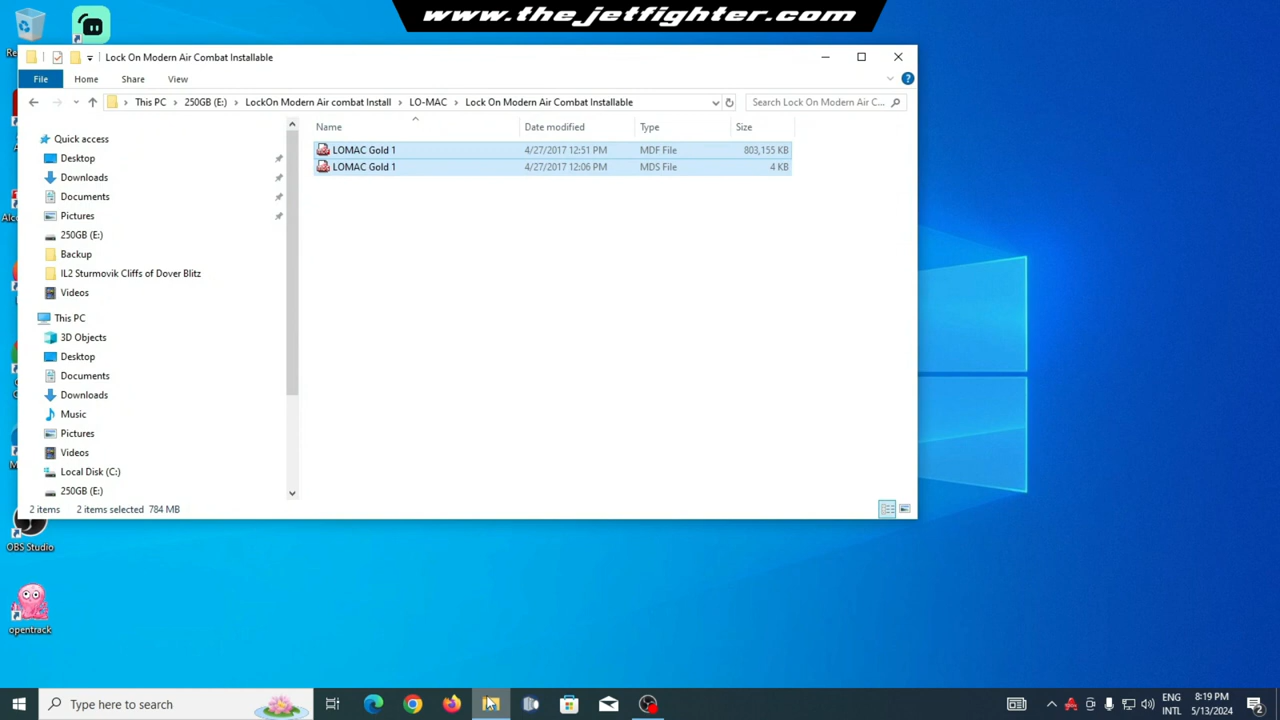 www.thejetfighter.com
Lock On Modern Air Combat Installable
File Home Share View
This PC 250GB (E:) LockOn Modern Air combat Install LO-MAC Lock On Modern Air Combat Installable
Search Lock On Modern Air C...
Name Date modified Type Size
LOMAC Gold 1 4/27/2017 12:51 PM MDF File 803,155 KB
LOMAC Gold 1 4/27/2017 12:06 PM MDS File 4 KB
Quick access
Desktop
Downloads
Documents
Pictures
250GB (E:)
Backup
IL2 Sturmovik Cliffs of Dover Blitz
Videos
This PC
3D Objects
Desktop
Documents
Downloads
Music
Pictures
Videos
Local Disk (C:)
250GB (E:)
2 items 2 items selected 784 MB
OBS Studio
opentrack
Type here to search
ENG
INTL
8:19 PM
5/13/2024
2